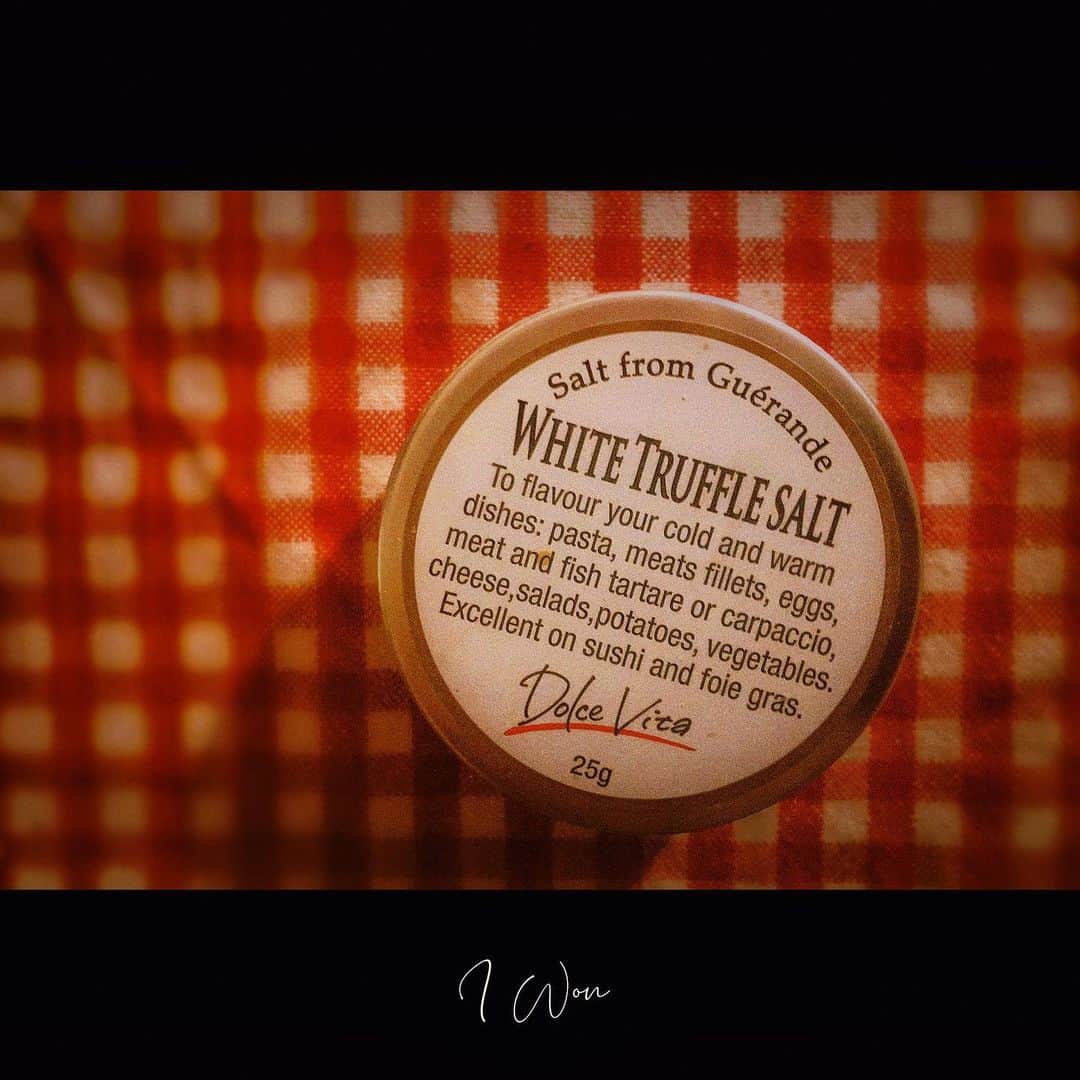 Salt from Guérande
WHITE TRUFFLE SALT
To flavour your cold and warm
dishes: pasta, meats fillets, eggs,
meat and fish tartare or carpaccio,
cheese,salads,potatoes, vegetables.
Excellent on sushi and foie gras.
Dolce Vita
25g
I Won